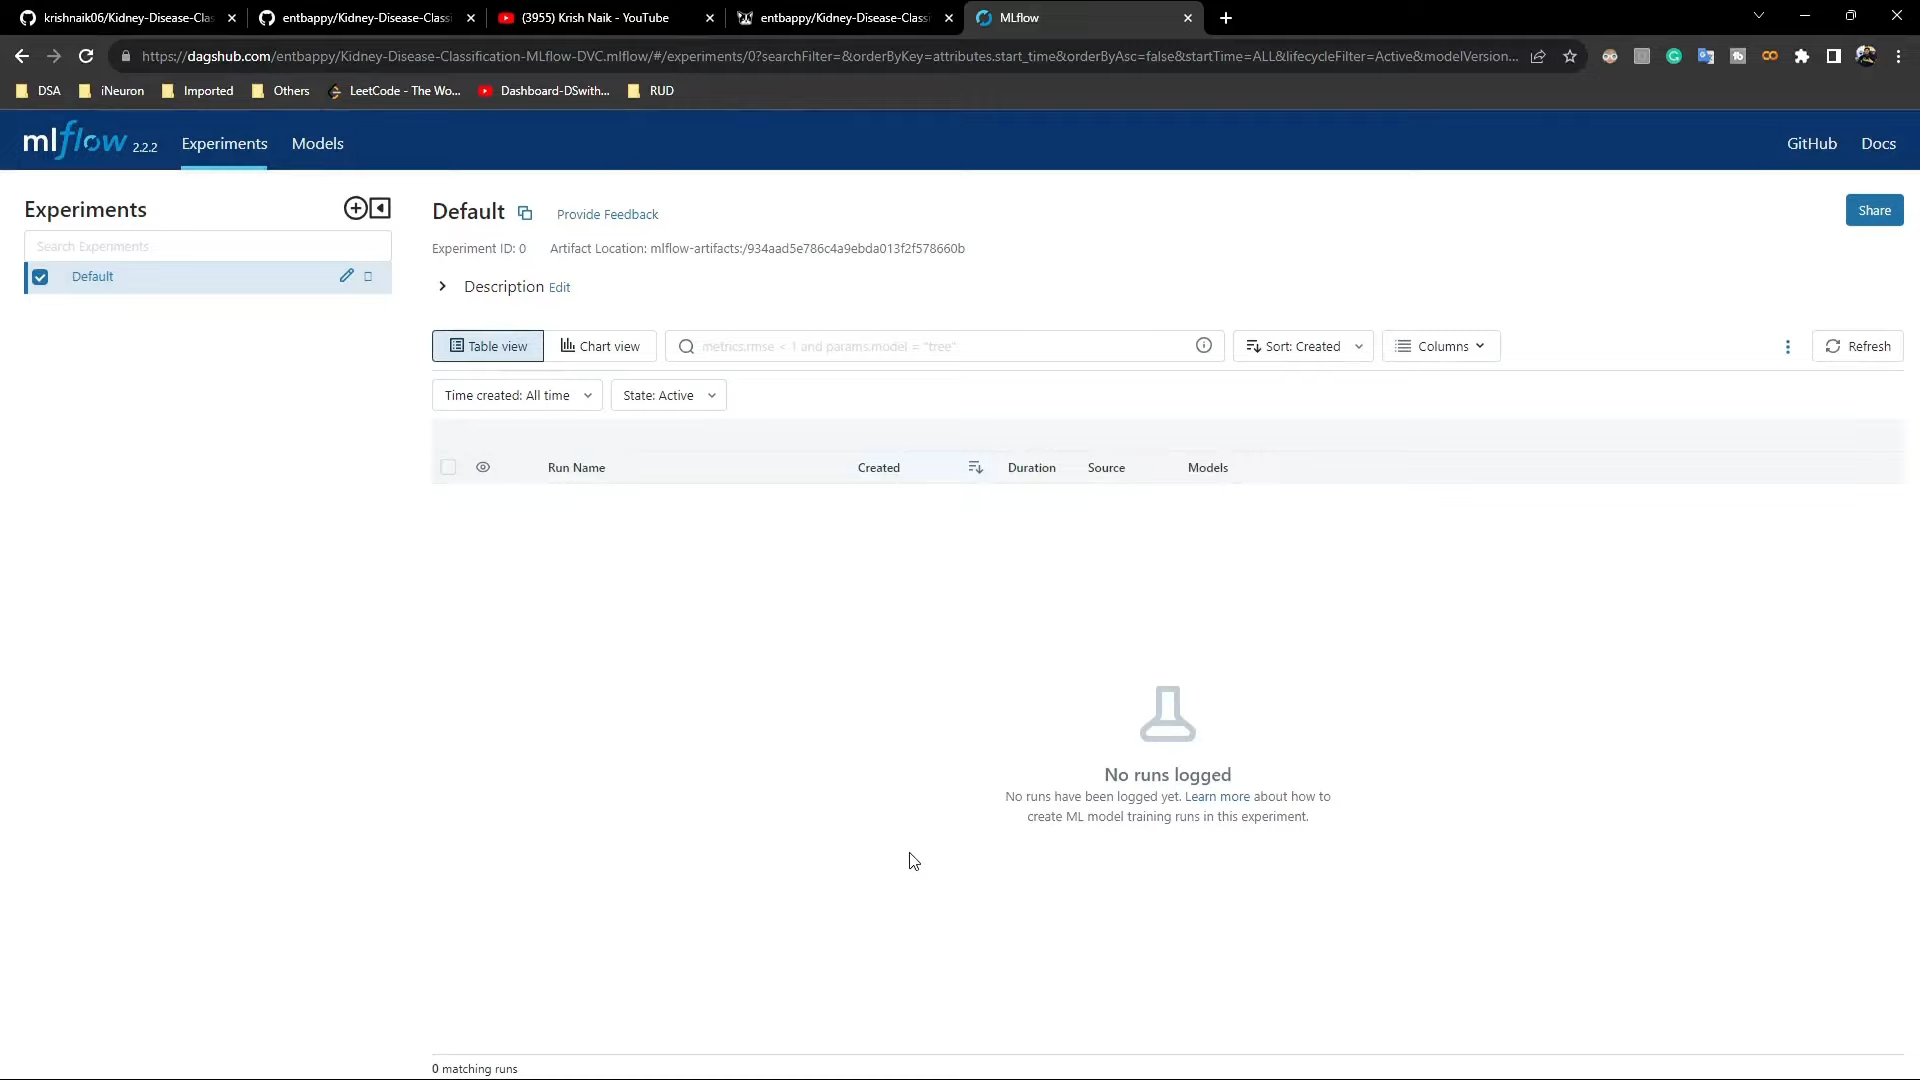 krishnaik06/Kidney-Disease-Clas
entbappy/Kidney-Disease-Classi
(3955) Krish Naik - YouTube
entbappy/Kidney-Disease-Classi
MLflow
https://dagshub.com/entbappy/Kidney-Disease-Classification-MLflow-DVC.mlflow/#/experiments/0?searchFilter=&orderByKey=attributes.start_time&orderByAsc=false&startTime=ALL&lifecycleFilter=Active&modelVersion...
DSA
iNeuron
Imported
Others
LeetCode - The Wo...
Dashboard-DSwith...
RUD
mlflow 2.2.2
Experiments
Models
GitHub
Docs
Experiments
Search Experiments
Default
Default
Provide Feedback
Share
Experiment ID: 0
Artifact Location: mlflow-artifacts:/934aad5e786c4a9ebda013f2f578660b
Description Edit
Table view
Chart view
metrics.rmse < 1 and params.model = "tree"
Sort: Created
Columns
Refresh
Time created: All time
State: Active
Run Name
Created
Duration
Source
Models
No runs logged
No runs have been logged yet. Learn more about how to
create ML model training runs in this experiment.
0 matching runs